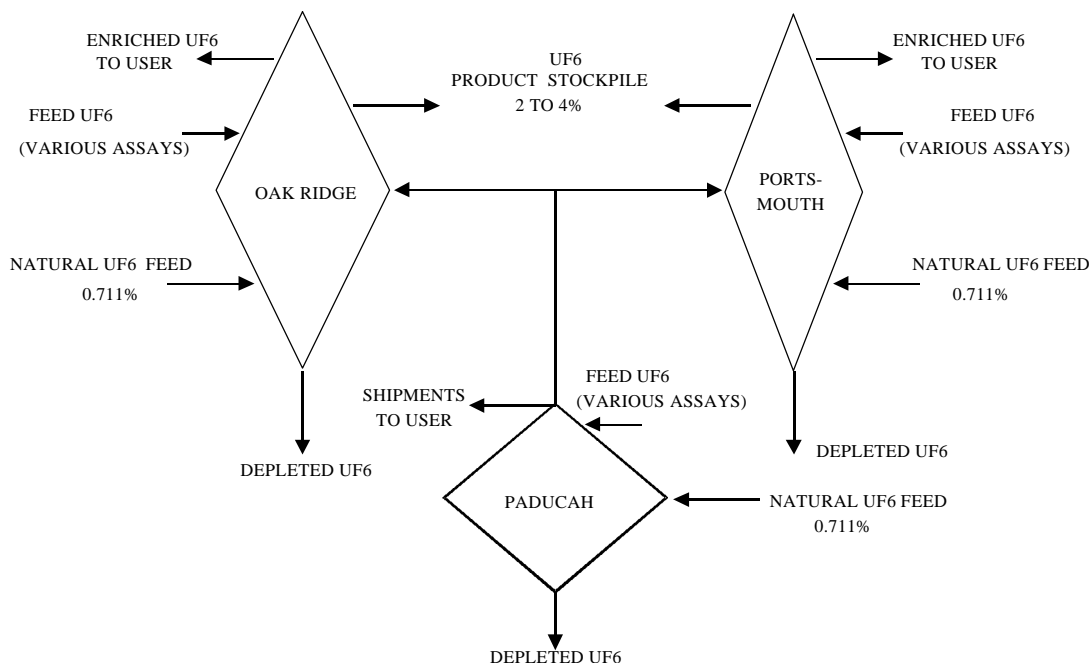 ENRICHED UF6
TO USER
UF6
PRODUCT STOCKPILE
2 TO 4%
ENRICHED UF6
TO USER
FEED UF6
(VARIOUS ASSAYS)
FEED UF6
(VARIOUS ASSAYS)
OAK RIDGE
PORTS-
MOUTH
NATURAL UF6 FEED
0.711%
NATURAL UF6 FEED
0.711%
SHIPMENTS
TO USER
FEED UF6
(VARIOUS ASSAYS)
DEPLETED UF6
DEPLETED UF6
PADUCAH
NATURAL UF6 FEED
0.711%
DEPLETED UF6